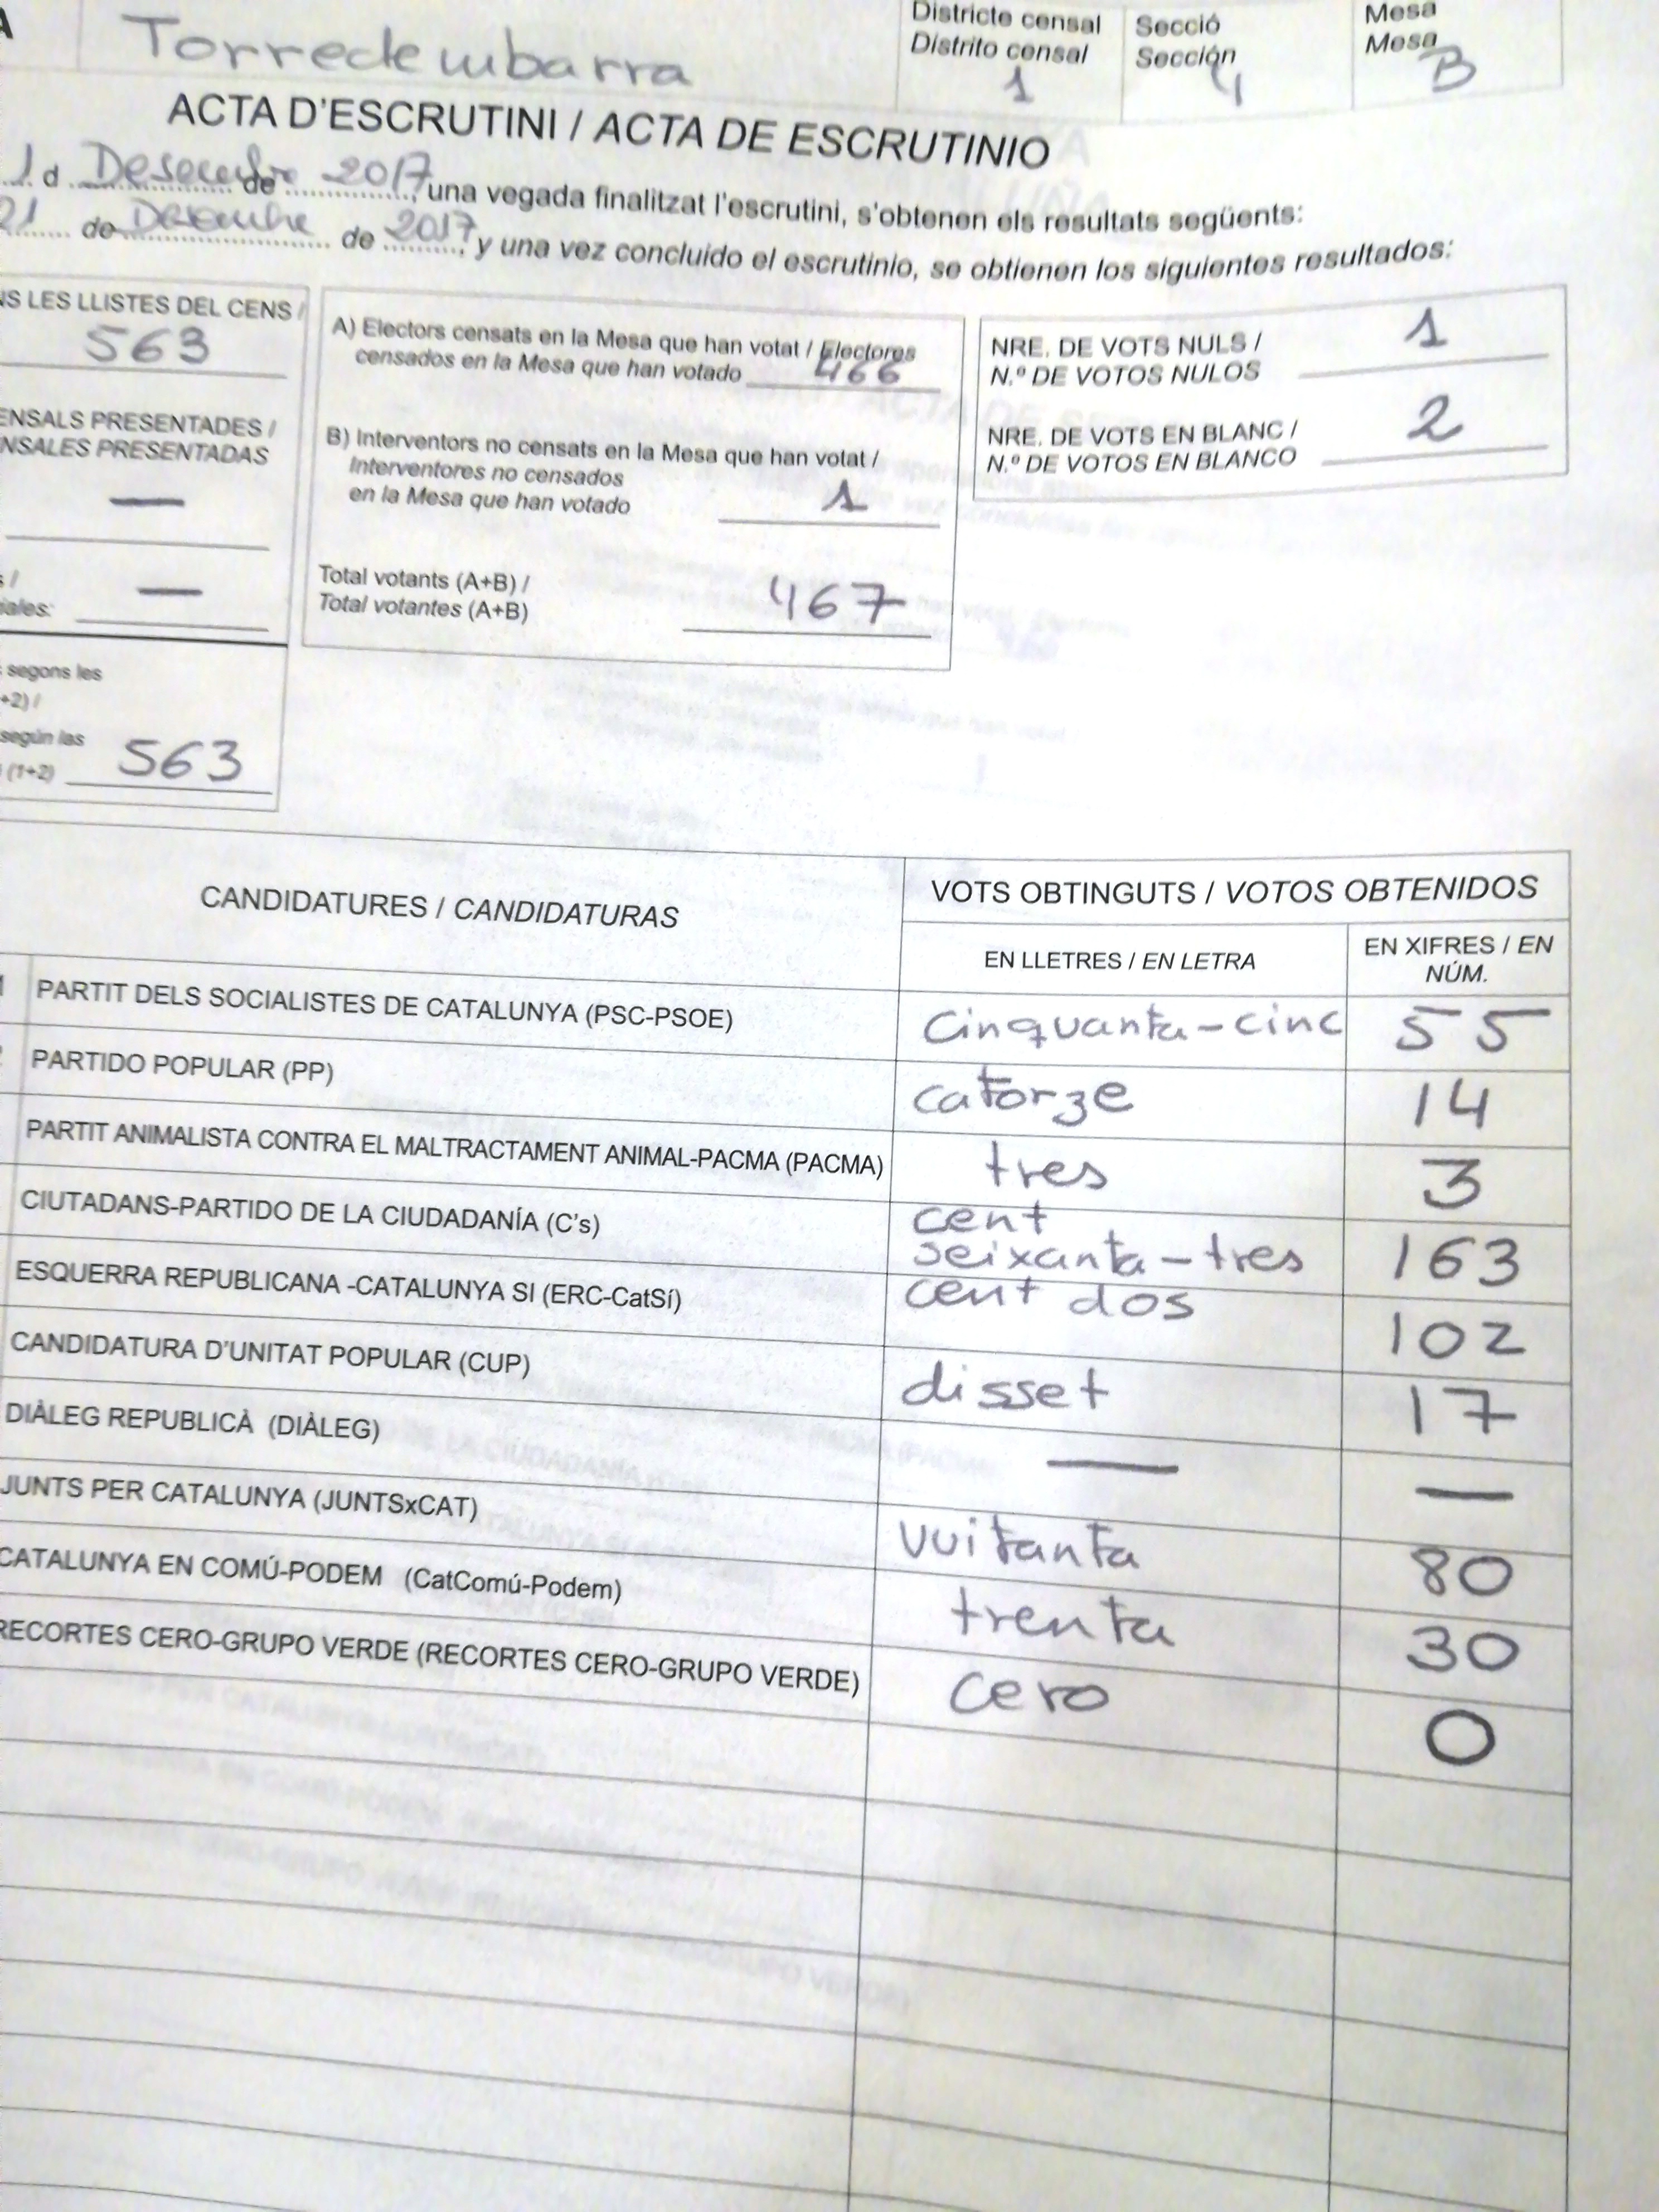 A Torredembarra
Districte censal
Distrito censal
1
Secció
Sección
4
Mesa
Mesa
B
ACTA D'ESCRUTINI / ACTA DE ESCRUTINIO
1 d Desembre de 2017, una vegada finalitzat l'escrutini, s'obtenen els resultats següents:
21 de Desembre de 2017, y una vez concluido el escrutinio, se obtienen los siguientes resultados:
NS LES LLISTES DEL CENS /
563
ENSALS PRESENTADES /
NSALES PRESENTADAS
—
s /
iales: —
segons les
+2) /
según las
(1+2) 563
A) Electors censats en la Mesa que han votat / Electores
censados en la Mesa que han votado 466
B) Interventors no censats en la Mesa que han votat /
Interventores no censados
en la Mesa que han votado 1
Total votants (A+B) /
Total votantes (A+B) 467
NRE. DE VOTS NULS /
N.º DE VOTOS NULOS 1
NRE. DE VOTS EN BLANC /
N.º DE VOTOS EN BLANCO 2
CANDIDATURES / CANDIDATURAS
VOTS OBTINGUTS / VOTOS OBTENIDOS
EN LLETRES / EN LETRA
EN XIFRES / EN
NÚM.
PARTIT DELS SOCIALISTES DE CATALUNYA (PSC-PSOE) Cinquanta-cinc 55
PARTIDO POPULAR (PP) catorze 14
PARTIT ANIMALISTA CONTRA EL MALTRACTAMENT ANIMAL-PACMA (PACMA) tres 3
CIUTADANS-PARTIDO DE LA CIUDADANÍA (C's) cent
seixanta-tres 163
ESQUERRA REPUBLICANA -CATALUNYA SI (ERC-CatSí) cent dos 102
CANDIDATURA D'UNITAT POPULAR (CUP) disset 17
DIÀLEG REPUBLICÀ (DIÀLEG) — —
JUNTS PER CATALUNYA (JUNTSxCAT) vuitanta 80
CATALUNYA EN COMÚ-PODEM (CatComú-Podem) trenta 30
RECORTES CERO-GRUPO VERDE (RECORTES CERO-GRUPO VERDE) cero 0